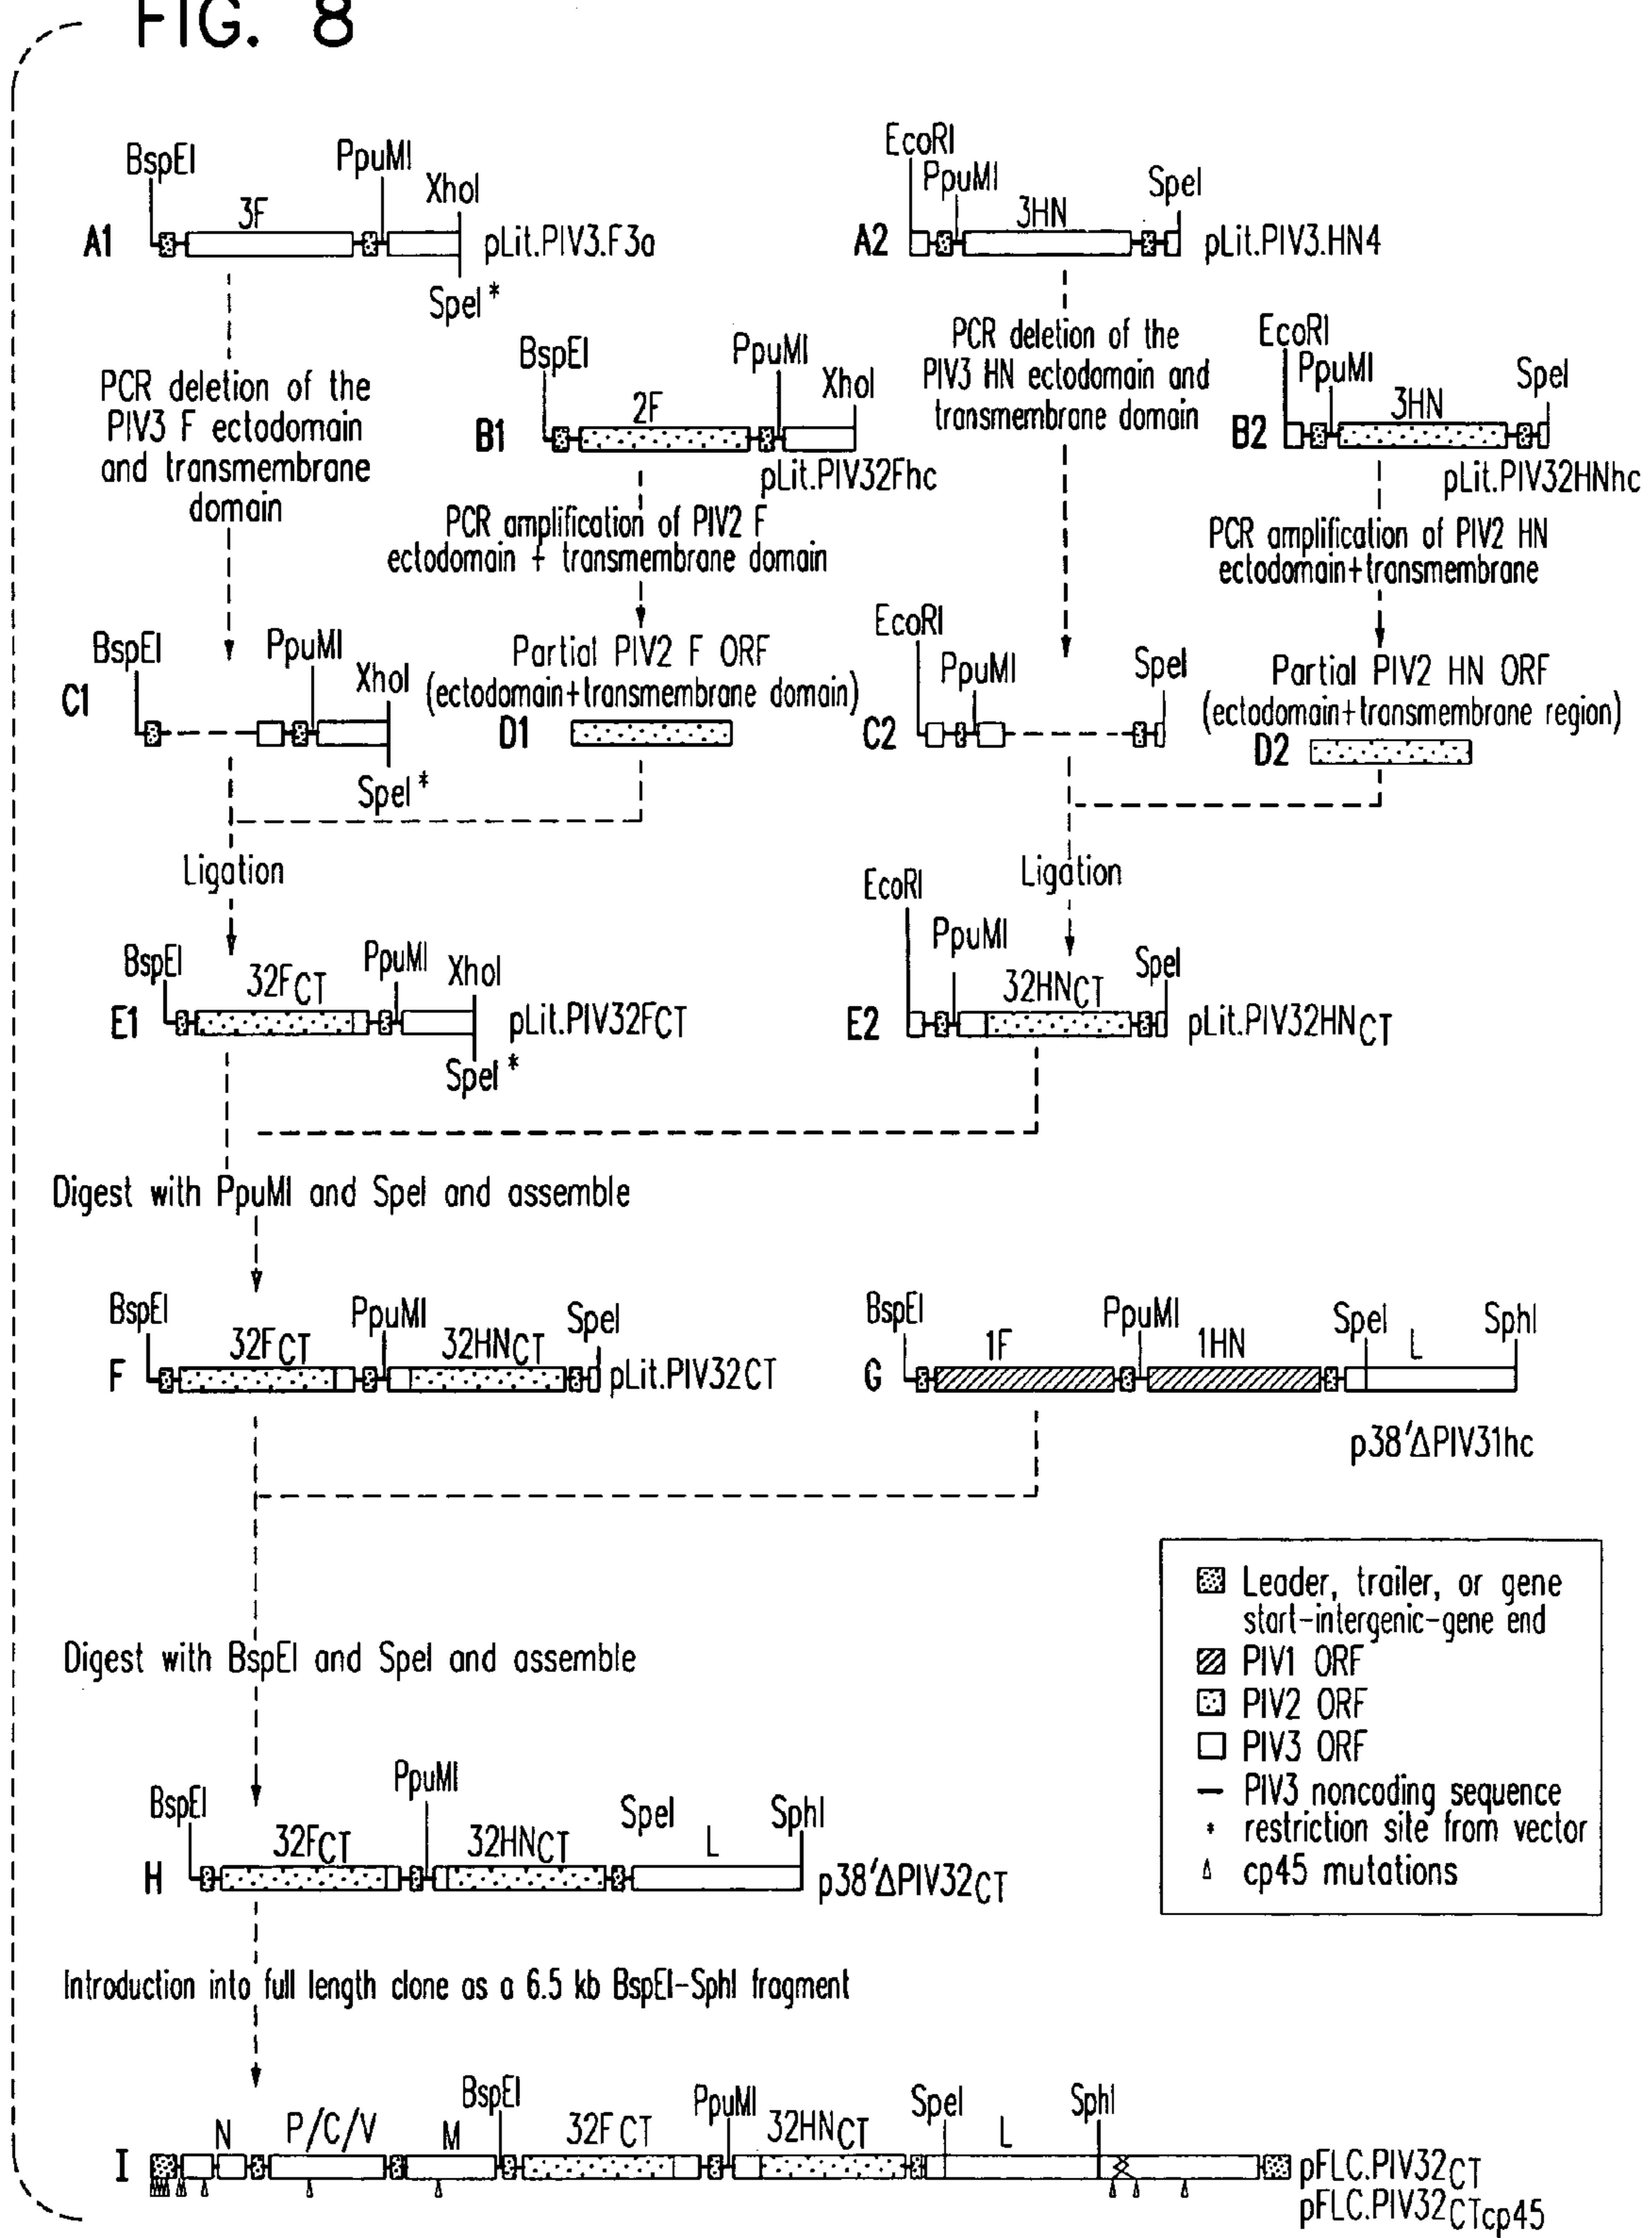 FIG. 8
BspEI
PpuMI
XhoI
3F
A1
pLit.PIV3.F3a
SpeI *
EcoRI
PpuMI
SpeI
3HN
A2
pLit.PIV3.HN4
PCR deletion of the
PIV3 F ectodomain
and transmembrane
domain
BspEI
PpuMI
XhoI
2F
B1
pLit.PIV32Fhc
PCR amplification of PIV2 F
ectodomain + transmembrane domain
PCR deletion of the
PIV3 HN ectodomain and
transmembrane domain
EcoRI
PpuMI
SpeI
3HN
B2
pLit.PIV32HNhc
PCR amplification of PIV2 HN
ectodomain+transmembrane
BspEI
PpuMI
XhoI
C1
SpeI *
Partial PIV2 F ORF
(ectodomain+transmembrane domain)
D1
EcoRI
PpuMI
SpeI
C2
Partial PIV2 HN ORF
(ectodomain+transmembrane region)
D2
Ligation
Ligation
BspEI
PpuMI
XhoI
32FCT
E1
pLit.PIV32FCT
SpeI *
EcoRI
PpuMI
SpeI
32HNCT
E2
pLit.PIV32HNCT
Digest with PpuMI and SpeI and assemble
BspEI
PpuMI
SpeI
32FCT
32HNCT
F
pLit.PIV32CT
BspEI
PpuMI
SpeI
SphI
1F
1HN
L
G
p38'ΔPIV31hc
Leader, trailer, or gene
start-intergenic-gene end
PIV1 ORF
PIV2 ORF
PIV3 ORF
— PIV3 noncoding sequence
* restriction site from vector
cp45 mutations
Digest with BspEI and SpeI and assemble
BspEI
PpuMI
SpeI
SphI
32FCT
32HNCT
L
H
p38'ΔPIV32CT
Introduction into full length clone as a 6.5 kb BspEI-SphI fragment
BspEI
PpuMI
SpeI
SphI
N
P/C/V
M
32F CT
32HNCT
L
I
pFLC.PIV32CT
pFLC.PIV32CTcp45